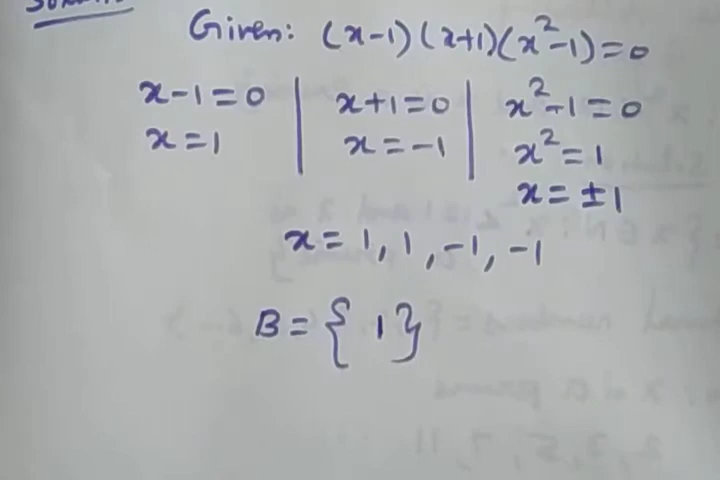 Given: (x-1)(x+1)(x²-1)=0
x-1=0 | x+1=0 | x²-1=0
x=1 | x=-1 | x²=1
x=±1
x=1,1,-1,-1
B={1}